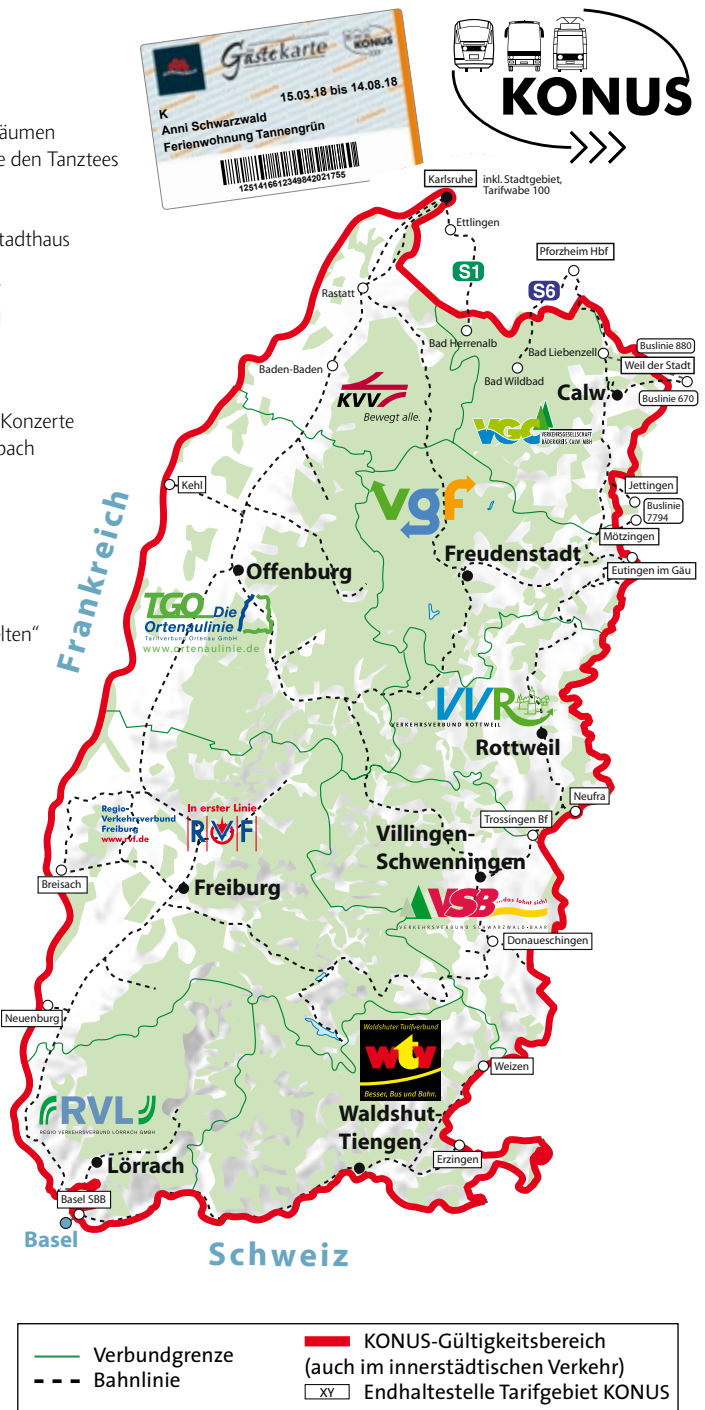 Gästekarte
KONUS
15.03.18 bis 14.08.18
K
Anni Schwarzwald
Ferienwohnung Tannengrün
1251416612349842021755
KONUS
äumen
e den Tanztees
tadthaus
Konzerte
bach
elten“
Karlsruhe
inkl. Stadtgebiet,
Tarifwabe 100
Ettlingen
Pforzheim Hbf
S1
S6
Rastatt
Bad Herrenalb
Bad Liebenzell
Buslinie 880
Weil der Stadt
Baden-Baden
Bad Wildbad
Calw
Buslinie 670
KVV
Bewegt alle.
VGC
VERKEHRSGESELLSCHAFT
BÄDERKREIS CALW MBH
Kehl
Jettingen
vgf
Buslinie
7794
Mötzingen
Frankreich
Offenburg
Freudenstadt
Eutingen im Gäu
TGO Die
Ortenaulinie
Tarifverbund Ortenau GmbH
www.ortenaulinie.de
VVR
VERKEHRSVERBUND ROTTWEIL
Rottweil
Neufra
Regio-
Verkehrsverbund
Freiburg
www.rvf.de
In erster Linie
RVF
Trossingen Bf
Villingen-
Schwenningen
Breisach
Freiburg
VSB
...das lohnt sich!
VERKEHRSVERBUND SCHWARZWALD-BAAR
Donaueschingen
Neuenburg
Waldshuter Tarifverbund
wtv
Besser, Bus und Bahn.
Weizen
RVL
REGIO VERKEHRSVERBUND LÖRRACH GMBH
Waldshut-
Tiengen
Erzingen
Lörrach
Basel SBB
Basel
Schweiz
Verbundgrenze
Bahnlinie
KONUS-Gültigkeitsbereich
(auch im innerstädtischen Verkehr)
XY Endhaltestelle Tarifgebiet KONUS